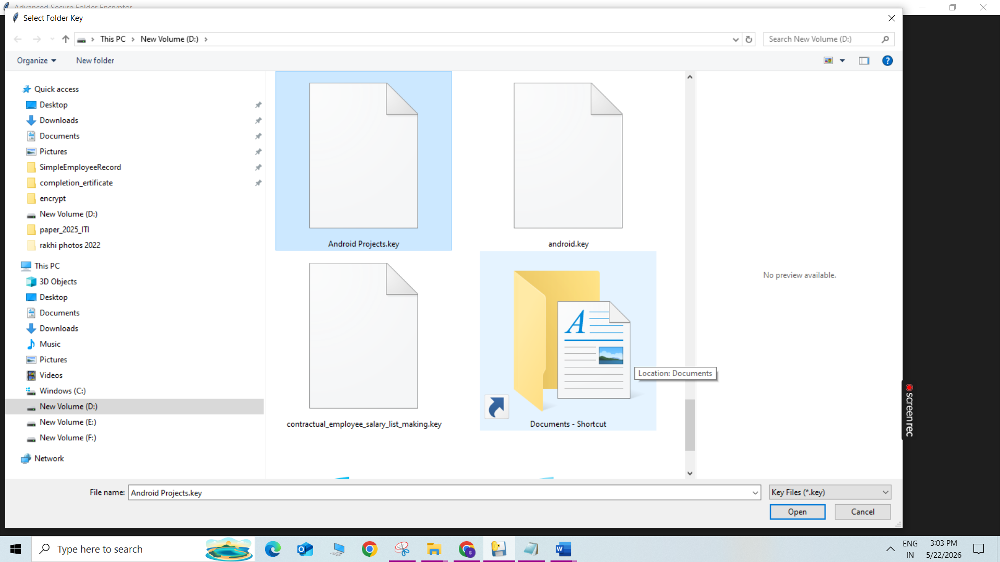 Advanced Secure Folder Encryptor
Select Folder Key
This PC
New Volume (D:)
Search New Volume (D:)
Organize
New folder
Quick access
Desktop
Downloads
Documents
Pictures
SimpleEmployeeRecord
completion_ertificate
encrypt
New Volume (D:)
paper_2025_ITI
rakhi photos 2022
This PC
3D Objects
Desktop
Documents
Downloads
Music
Pictures
Videos
Windows (C:)
New Volume (D:)
New Volume (E:)
New Volume (F:)
Network
Android Projects.key
android.key
contractual_employee_salary_list_making.key
Documents - Shortcut
Location: Documents
No preview available.
screenrec
File name:
Android Projects.key
Key Files (*.key)
Open
Cancel
Type here to search
ENG
IN
3:03 PM
5/22/2026